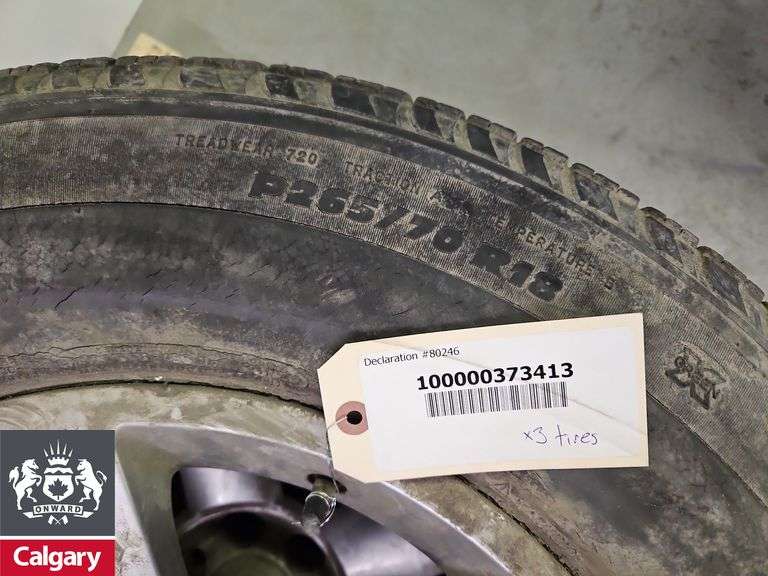 TREADWEAR 720 TRACTION A TEMPERATURE B
P265/70 R18
Declaration #80246
100000373413
x3 tires
ONWARD
Calgary